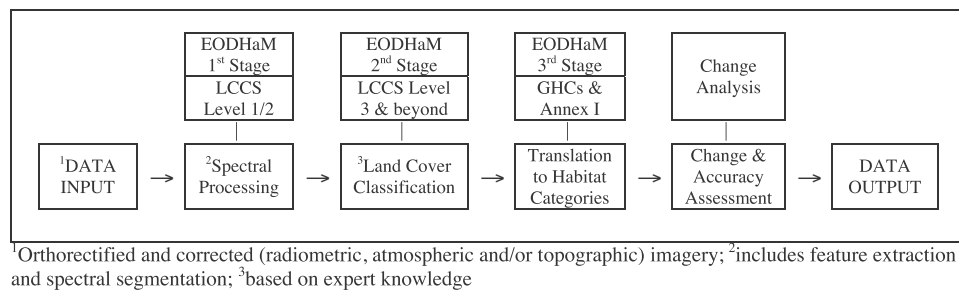 EODHaM
1st Stage
LCCS
Level 1/2
EODHaM
2nd Stage
LCCS Level
3 & beyond
EODHaM
3rd Stage
GHCs &
Annex I
Change
Analysis
1DATA
INPUT
2Spectral
Processing
3Land Cover
Classification
Translation
to Habitat
Categories
Change &
Accuracy
Assessment
DATA
OUTPUT
1Orthorectified and corrected (radiometric, atmospheric and/or topographic) imagery; 2includes feature extraction
and spectral segmentation; 3based on expert knowledge